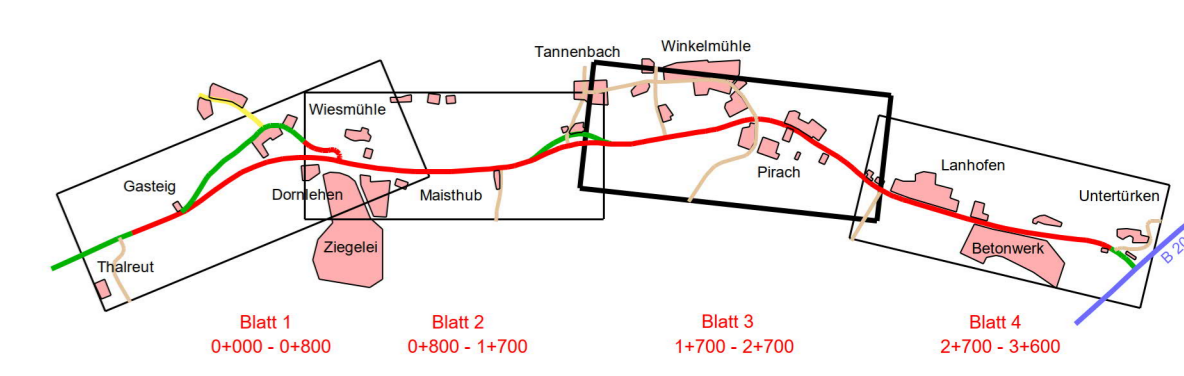 Winkelmühle
Tannenbach
Wiesmühle
Lanhofen
Pirach
Gasteig
Dornlehen
Maisthub
Untertürken
Ziegelei
Betonwerk
B 20
Thalreut
Blatt 1
0+000 - 0+800
Blatt 2
0+800 - 1+700
Blatt 3
1+700 - 2+700
Blatt 4
2+700 - 3+600